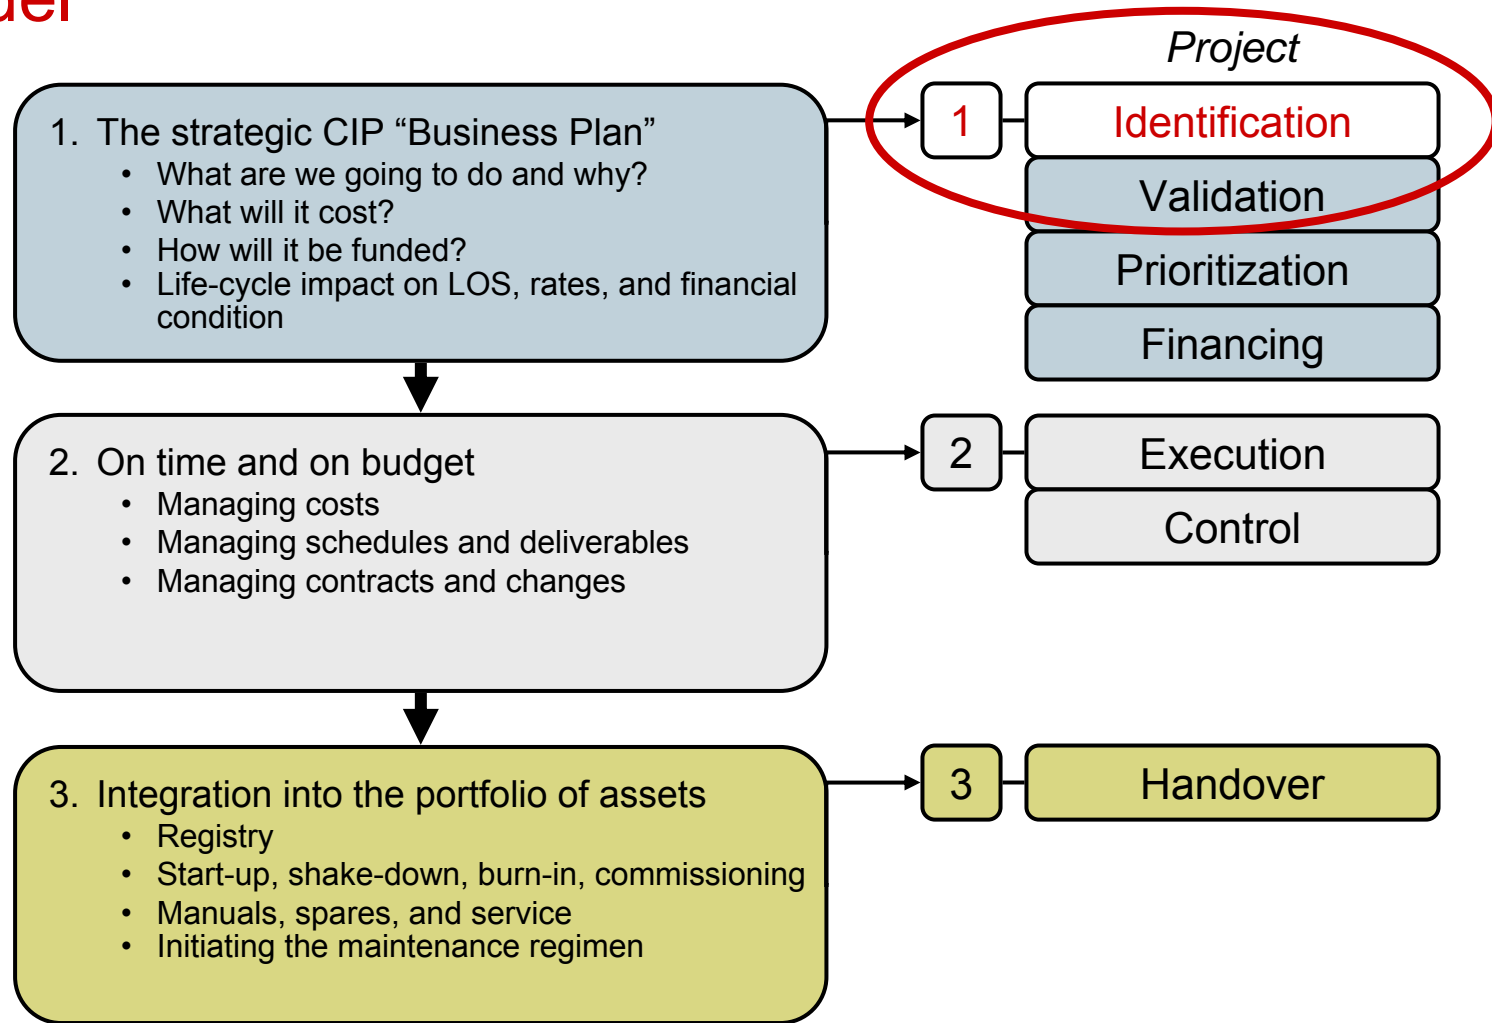 Project
1. The strategic CIP “Business Plan”
• What are we going to do and why?
• What will it cost?
• How will it be funded?
• Life-cycle impact on LOS, rates, and financial
condition
1
Identification
Validation
Prioritization
Financing
2. On time and on budget
• Managing costs
• Managing schedules and deliverables
• Managing contracts and changes
2
Execution
Control
3. Integration into the portfolio of assets
• Registry
• Start-up, shake-down, burn-in, commissioning
• Manuals, spares, and service
• Initiating the maintenance regimen
3
Handover